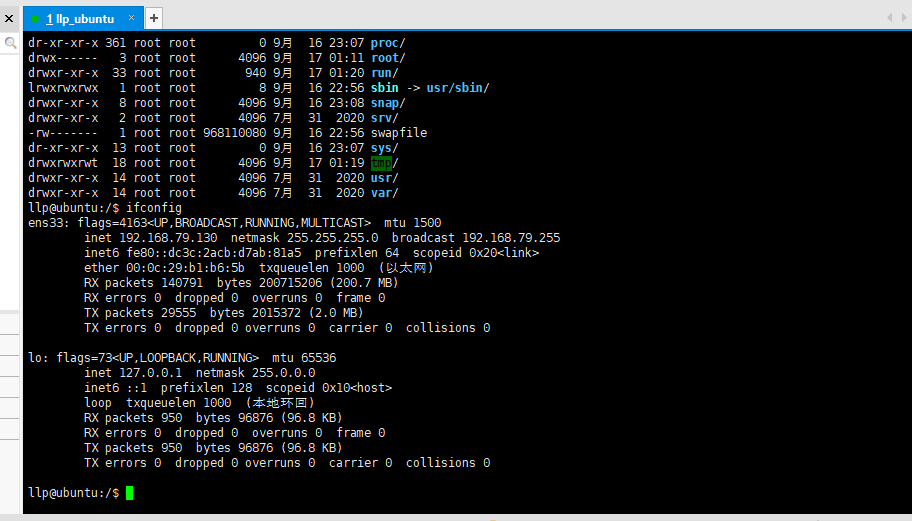 1 llp_ubuntu × +
dr-xr-xr-x 361 root root         0 9月  16 23:07 proc/
drwx------   3 root root      4096 9月  17 01:11 root/
drwxr-xr-x  33 root root       940 9月  17 01:20 run/
lrwxrwxrwx   1 root root         8 9月  16 22:56 sbin -> usr/sbin/
drwxr-xr-x   8 root root      4096 9月  16 23:08 snap/
drwxr-xr-x   2 root root      4096 7月  31  2020 srv/
-rw-------   1 root root 968110080 9月  16 22:56 swapfile
dr-xr-xr-x  13 root root         0 9月  16 23:07 sys/
drwxrwxrwt  18 root root      4096 9月  17 01:19 tmp/
drwxr-xr-x  14 root root      4096 7月  31  2020 usr/
drwxr-xr-x  14 root root      4096 7月  31  2020 var/
llp@ubuntu:/$ ifconfig
ens33: flags=4163<UP,BROADCAST,RUNNING,MULTICAST>  mtu 1500
        inet 192.168.79.130  netmask 255.255.255.0  broadcast 192.168.79.255
        inet6 fe80::dc3c:2acb:d7ab:81a5  prefixlen 64  scopeid 0x20<link>
        ether 00:0c:29:b1:b6:5b  txqueuelen 1000  (以太网)
        RX packets 140791  bytes 200715206 (200.7 MB)
        RX errors 0  dropped 0  overruns 0  frame 0
        TX packets 29555  bytes 2015372 (2.0 MB)
        TX errors 0  dropped 0 overruns 0  carrier 0  collisions 0
lo: flags=73<UP,LOOPBACK,RUNNING>  mtu 65536
        inet 127.0.0.1  netmask 255.0.0.0
        inet6 ::1  prefixlen 128  scopeid 0x10<host>
        loop  txqueuelen 1000  (本地环回)
        RX packets 950  bytes 96876 (96.8 KB)
        RX errors 0  dropped 0  overruns 0  frame 0
        TX packets 950  bytes 96876 (96.8 KB)
        TX errors 0  dropped 0 overruns 0  carrier 0  collisions 0
llp@ubuntu:/$